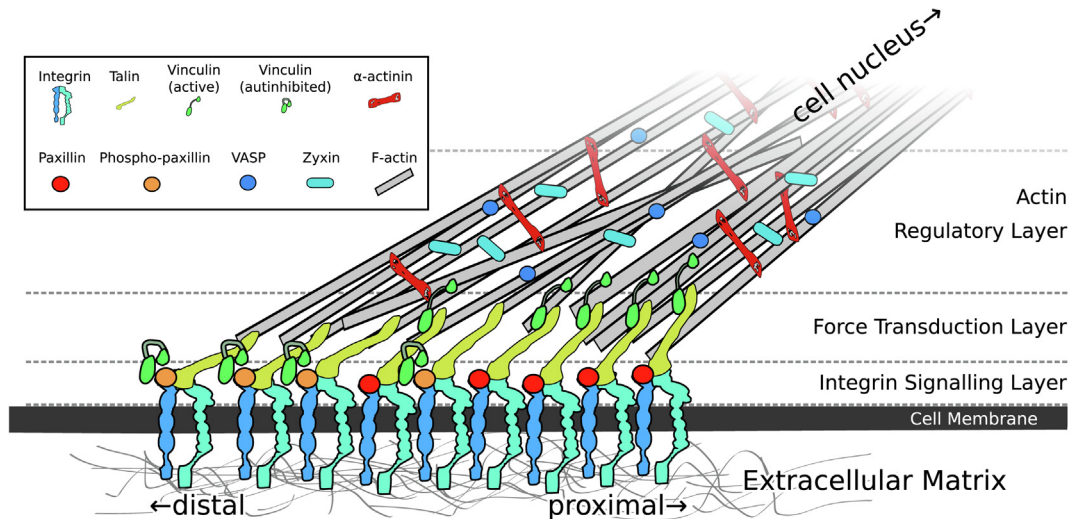 cell nucleus→
Integrin
Talin
Vinculin
(active)
Vinculin
(autinhibited)
α-actinin
Paxillin
Phospho-paxillin
VASP
Zyxin
F-actin
Actin
Regulatory Layer
Force Transduction Layer
Integrin Signalling Layer
Cell Membrane
Extracellular Matrix
←distal
proximal→